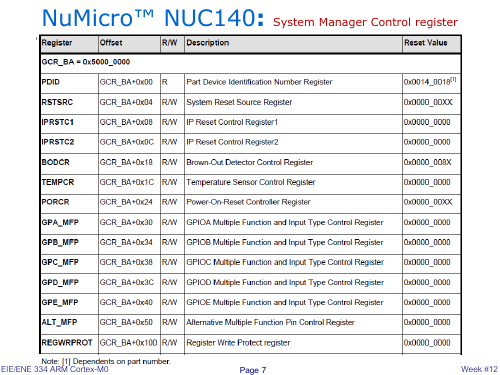 NuMicro™ NUC140: System Manager Control register
Register Offset R/W Description Reset Value
GCR_BA = 0x5000_0000
PDID GCR_BA+0x00 R Part Device Identification Number Register 0x0014_0018[1]
RSTSRC GCR_BA+0x04 R/W System Reset Source Register 0x0000_00XX
IPRSTC1 GCR_BA+0x08 R/W IP Reset Control Register1 0x0000_0000
IPRSTC2 GCR_BA+0x0C R/W IP Reset Control Register2 0x0000_0000
BODCR GCR_BA+0x18 R/W Brown-Out Detector Control Register 0x0000_008X
TEMPCR GCR_BA+0x1C R/W Temperature Sensor Control Register 0x0000_0000
PORCR GCR_BA+0x24 R/W Power-On-Reset Controller Register 0x0000_00XX
GPA_MFP GCR_BA+0x30 R/W GPIOA Multiple Function and Input Type Control Register 0x0000_0000
GPB_MFP GCR_BA+0x34 R/W GPIOB Multiple Function and Input Type Control Register 0x0000_0000
GPC_MFP GCR_BA+0x38 R/W GPIOC Multiple Function and Input Type Control Register 0x0000_0000
GPD_MFP GCR_BA+0x3C R/W GPIOD Multiple Function and Input Type Control Register 0x0000_0000
GPE_MFP GCR_BA+0x40 R/W GPIOE Multiple Function and Input Type Control Register 0x0000_0000
ALT_MFP GCR_BA+0x50 R/W Alternative Multiple Function Pin Control Register 0x0000_0000
REGWRPROT GCR_BA+0x100 R/W Register Write Protect register 0x0000_0000
Note: [1] Dependents on part number.
EIE/ENE 334 ARM Cortex-M0 Page 7 Week #12